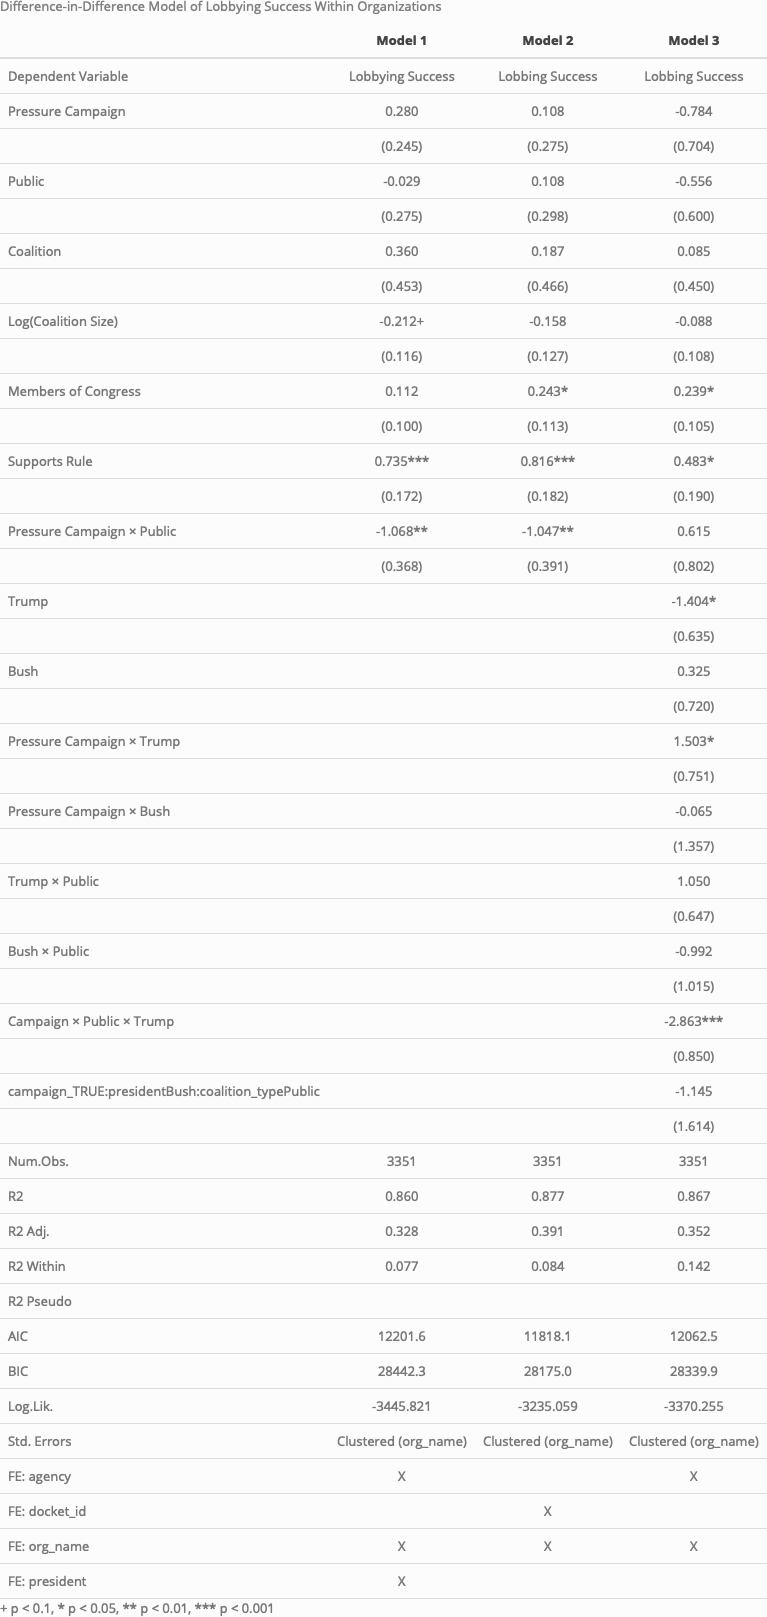 Difference-in-Difference Model of Lobbying Success Within Organizations
Model 1 Model 2 Model 3
Dependent Variable Lobbying Success Lobbing Success Lobbing Success
Pressure Campaign 0.280 0.108 -0.784
(0.245) (0.275) (0.704)
Public -0.029 0.108 -0.556
(0.275) (0.298) (0.600)
Coalition 0.360 0.187 0.085
(0.453) (0.466) (0.450)
Log(Coalition Size) -0.212+ -0.158 -0.088
(0.116) (0.127) (0.108)
Members of Congress 0.112 0.243* 0.239*
(0.100) (0.113) (0.105)
Supports Rule 0.735*** 0.816*** 0.483*
(0.172) (0.182) (0.190)
Pressure Campaign × Public -1.068** -1.047** 0.615
(0.368) (0.391) (0.802)
Trump -1.404*
(0.635)
Bush 0.325
(0.720)
Pressure Campaign × Trump 1.503*
(0.751)
Pressure Campaign × Bush -0.065
(1.357)
Trump × Public 1.050
(0.647)
Bush × Public -0.992
(1.015)
Campaign × Public × Trump -2.863***
(0.850)
campaign_TRUE:presidentBush:coalition_typePublic -1.145
(1.614)
Num.Obs. 3351 3351 3351
R2 0.860 0.877 0.867
R2 Adj. 0.328 0.391 0.352
R2 Within 0.077 0.084 0.142
R2 Pseudo
AIC 12201.6 11818.1 12062.5
BIC 28442.3 28175.0 28339.9
Log.Lik. -3445.821 -3235.059 -3370.255
Std. Errors Clustered (org_name) Clustered (org_name) Clustered (org_name)
FE: agency X X
FE: docket_id X
FE: org_name X X X
FE: president X
+ p < 0.1, * p < 0.05, ** p < 0.01, *** p < 0.001